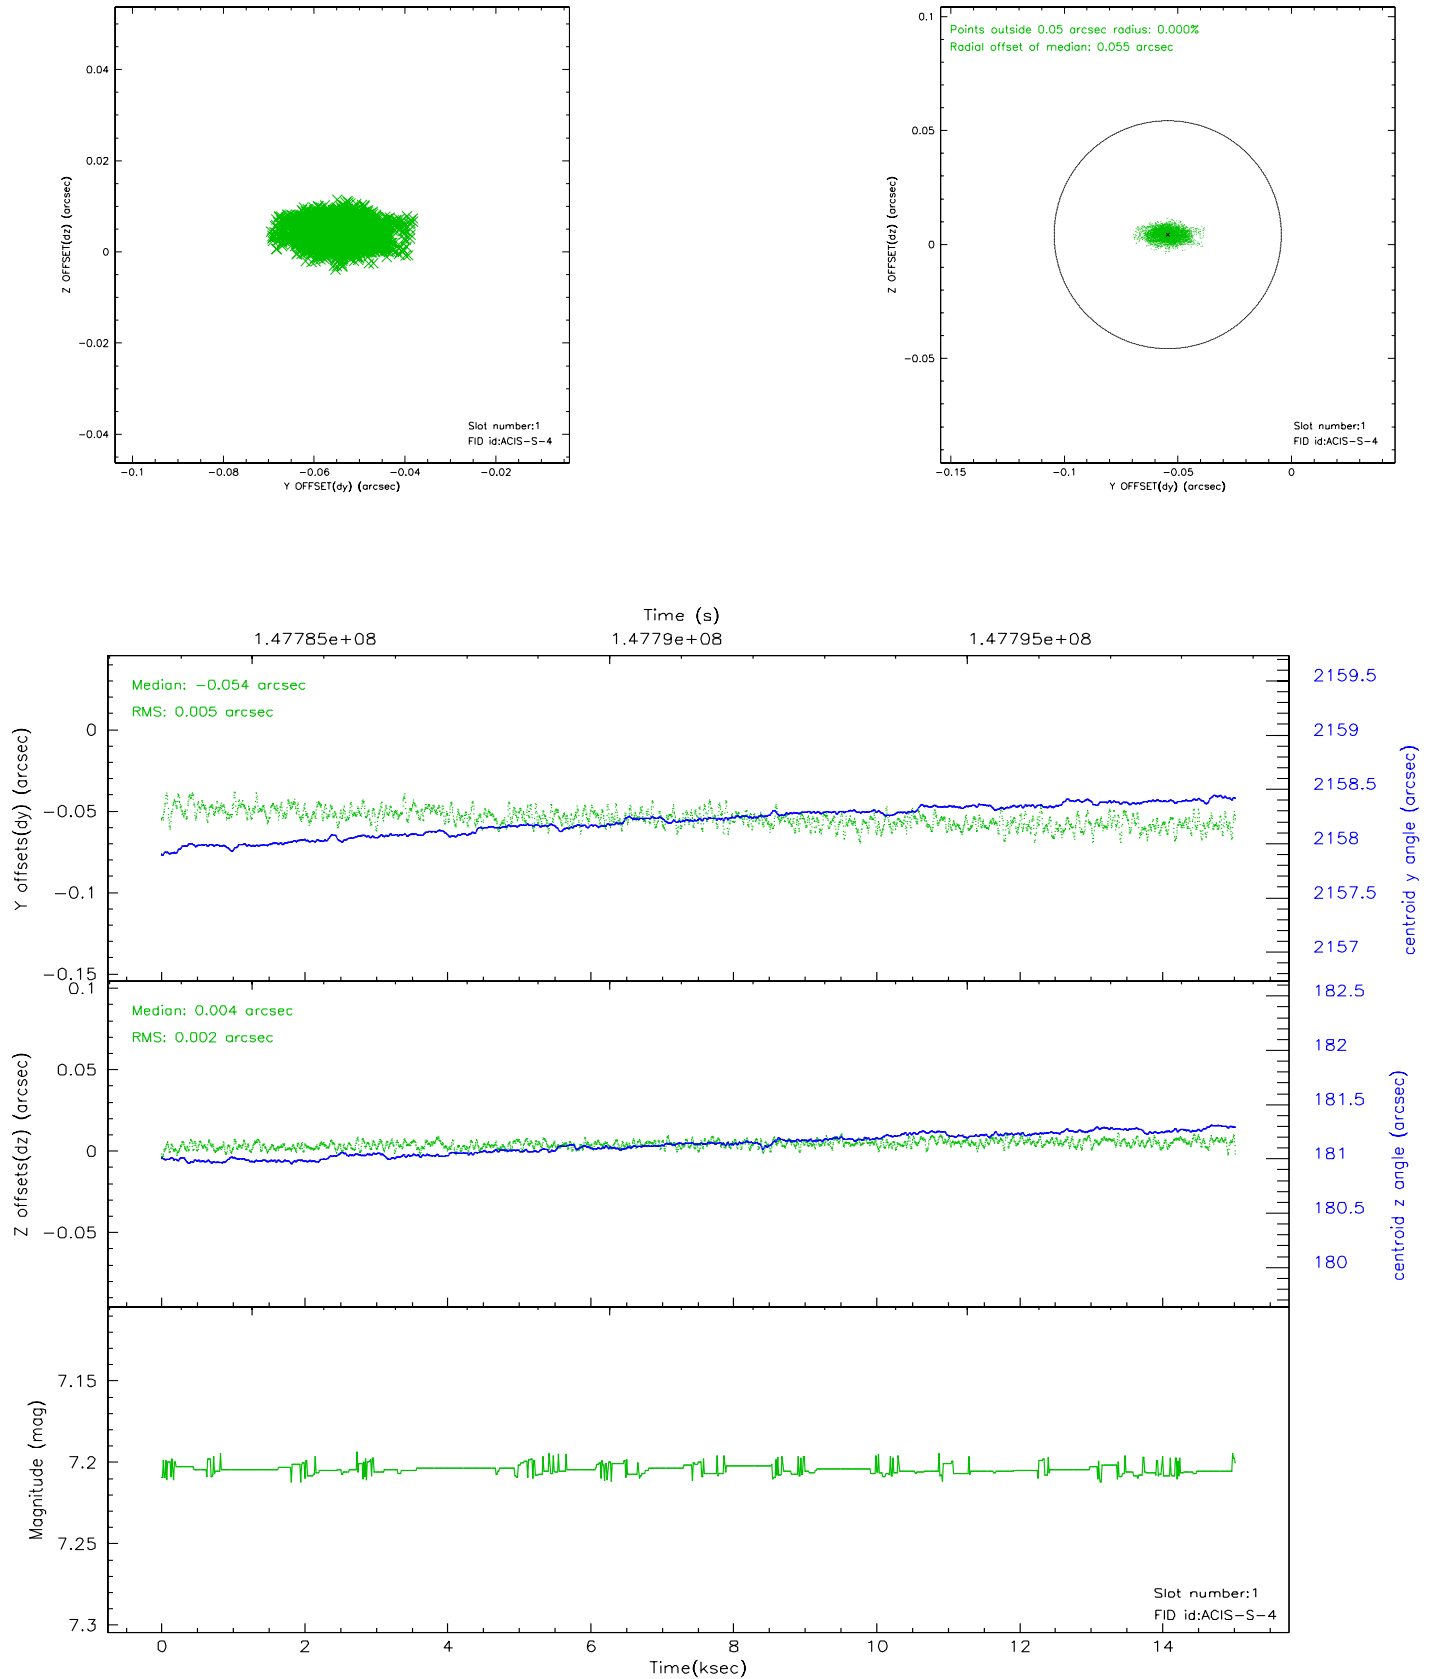 0.04
0.02
0
−0.02
−0.04
Z OFFSET(dz) (arcsec)
Slot number:1
FID id:ACIS−S−4
−0.1
−0.08
−0.06
−0.04
−0.02
Y OFFSET(dy) (arcsec)
0.1
0.05
0
−0.05
Z OFFSET(dz) (arcsec)
Points outside 0.05 arcsec radius: 0.000%
Radial offset of median: 0.055 arcsec
Slot number:1
FID id:ACIS−S−4
−0.15
−0.1
−0.05
0
Y OFFSET(dy) (arcsec)
Time (s)
1.47785e+08
1.4779e+08
1.47795e+08
Median: −0.054 arcsec
RMS: 0.005 arcsec
0
−0.05
−0.1
−0.15
Y offsets(dy) (arcsec)
2159.5
2159
2158.5
2158
2157.5
2157
centroid y angle (arcsec)
Median: 0.004 arcsec
RMS: 0.002 arcsec
0.1
0.05
0
−0.05
Z offsets(dz) (arcsec)
182.5
182
181.5
181
180.5
180
centroid z angle (arcsec)
7.15
7.2
7.25
7.3
Magnitude (mag)
Slot number:1
FID id:ACIS−S−4
0
2
4
6
8
10
12
14
Time(ksec)